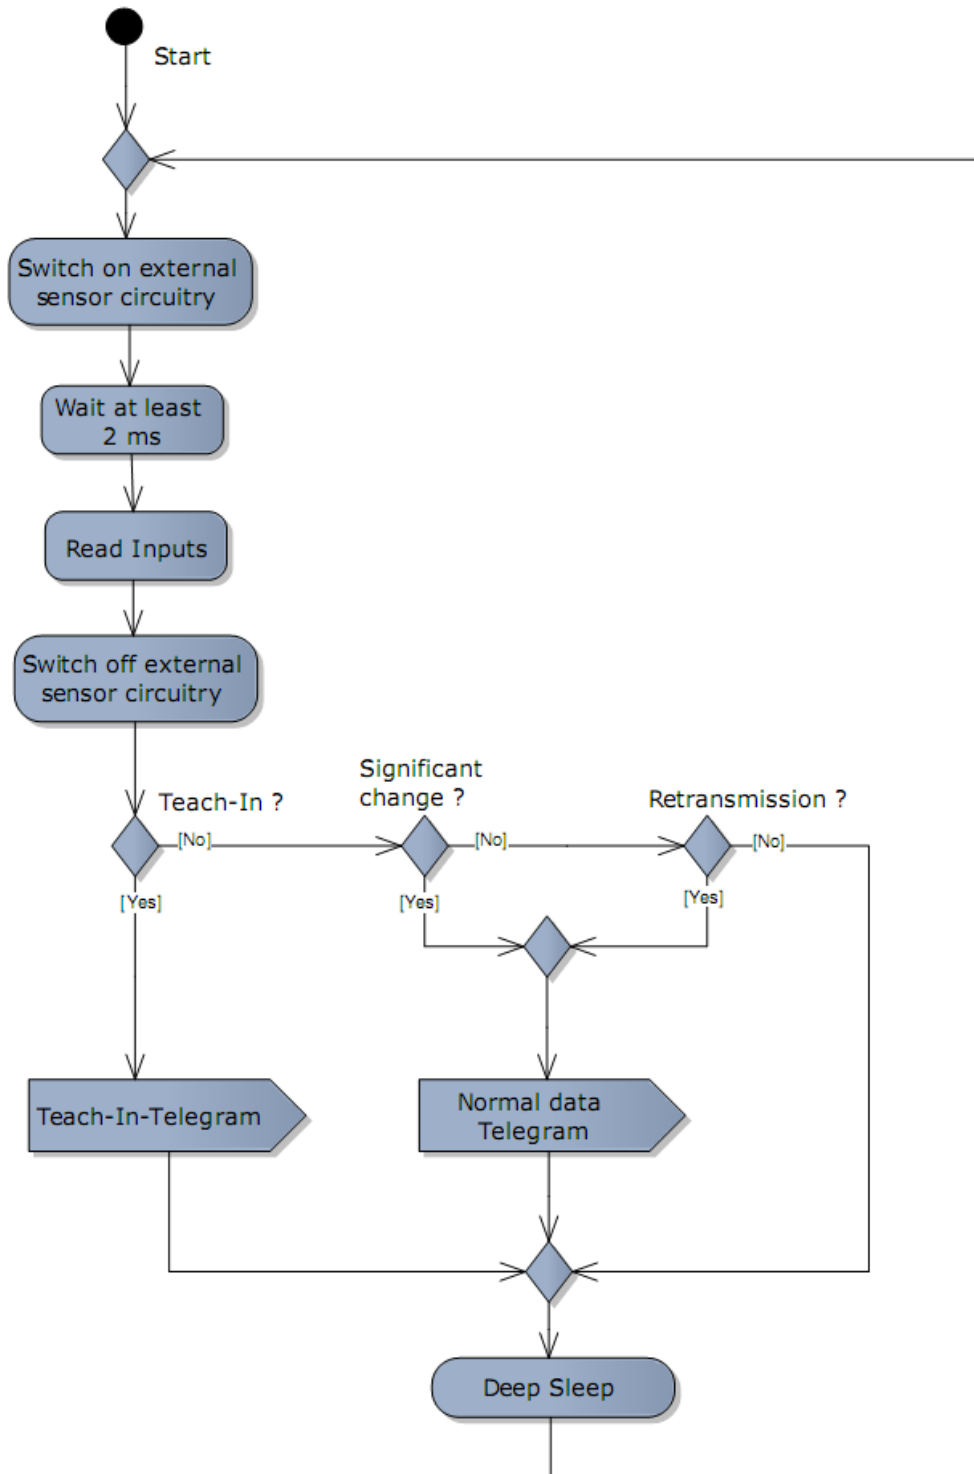 Start
Switch on external
sensor circuitry
Wait at least
2 ms
Read Inputs
Switch off external
sensor circuitry
Teach-In ?
Significant
change ?
Retransmission ?
[No]
[No]
[No]
[Yes]
[Yes]
[Yes]
Teach-In-Telegram
Normal data
Telegram
Deep Sleep